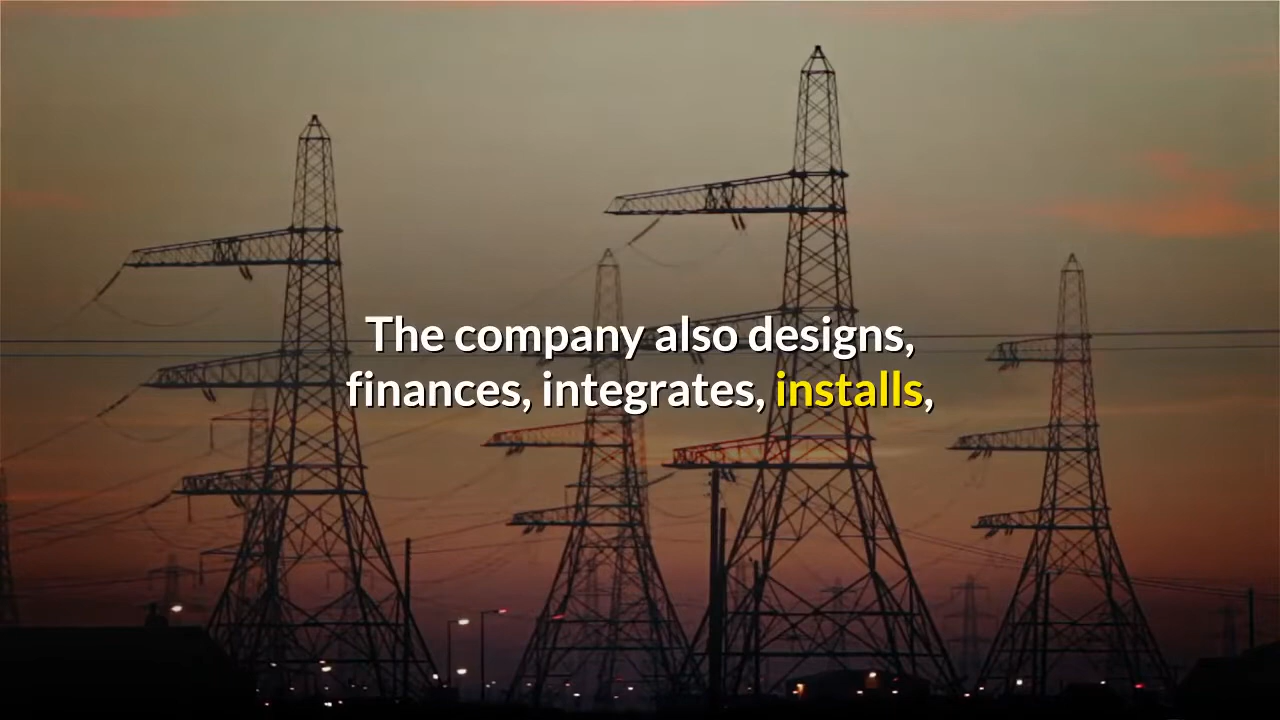 The company also designs,
finances, integrates, installs,